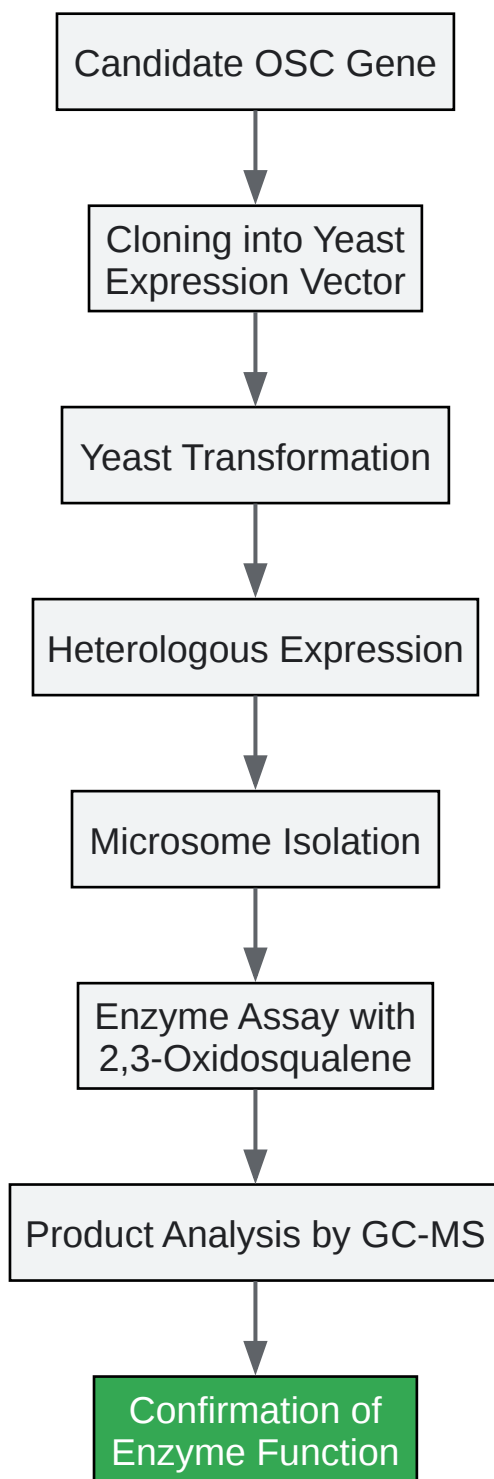 Candidate OSC Gene
Cloning into Yeast
Expression Vector
Yeast Transformation
Heterologous Expression
Microsome Isolation
Enzyme Assay with
2,3-Oxidosqualene
Product Analysis by GC-MS
Confirmation of
Enzyme Function